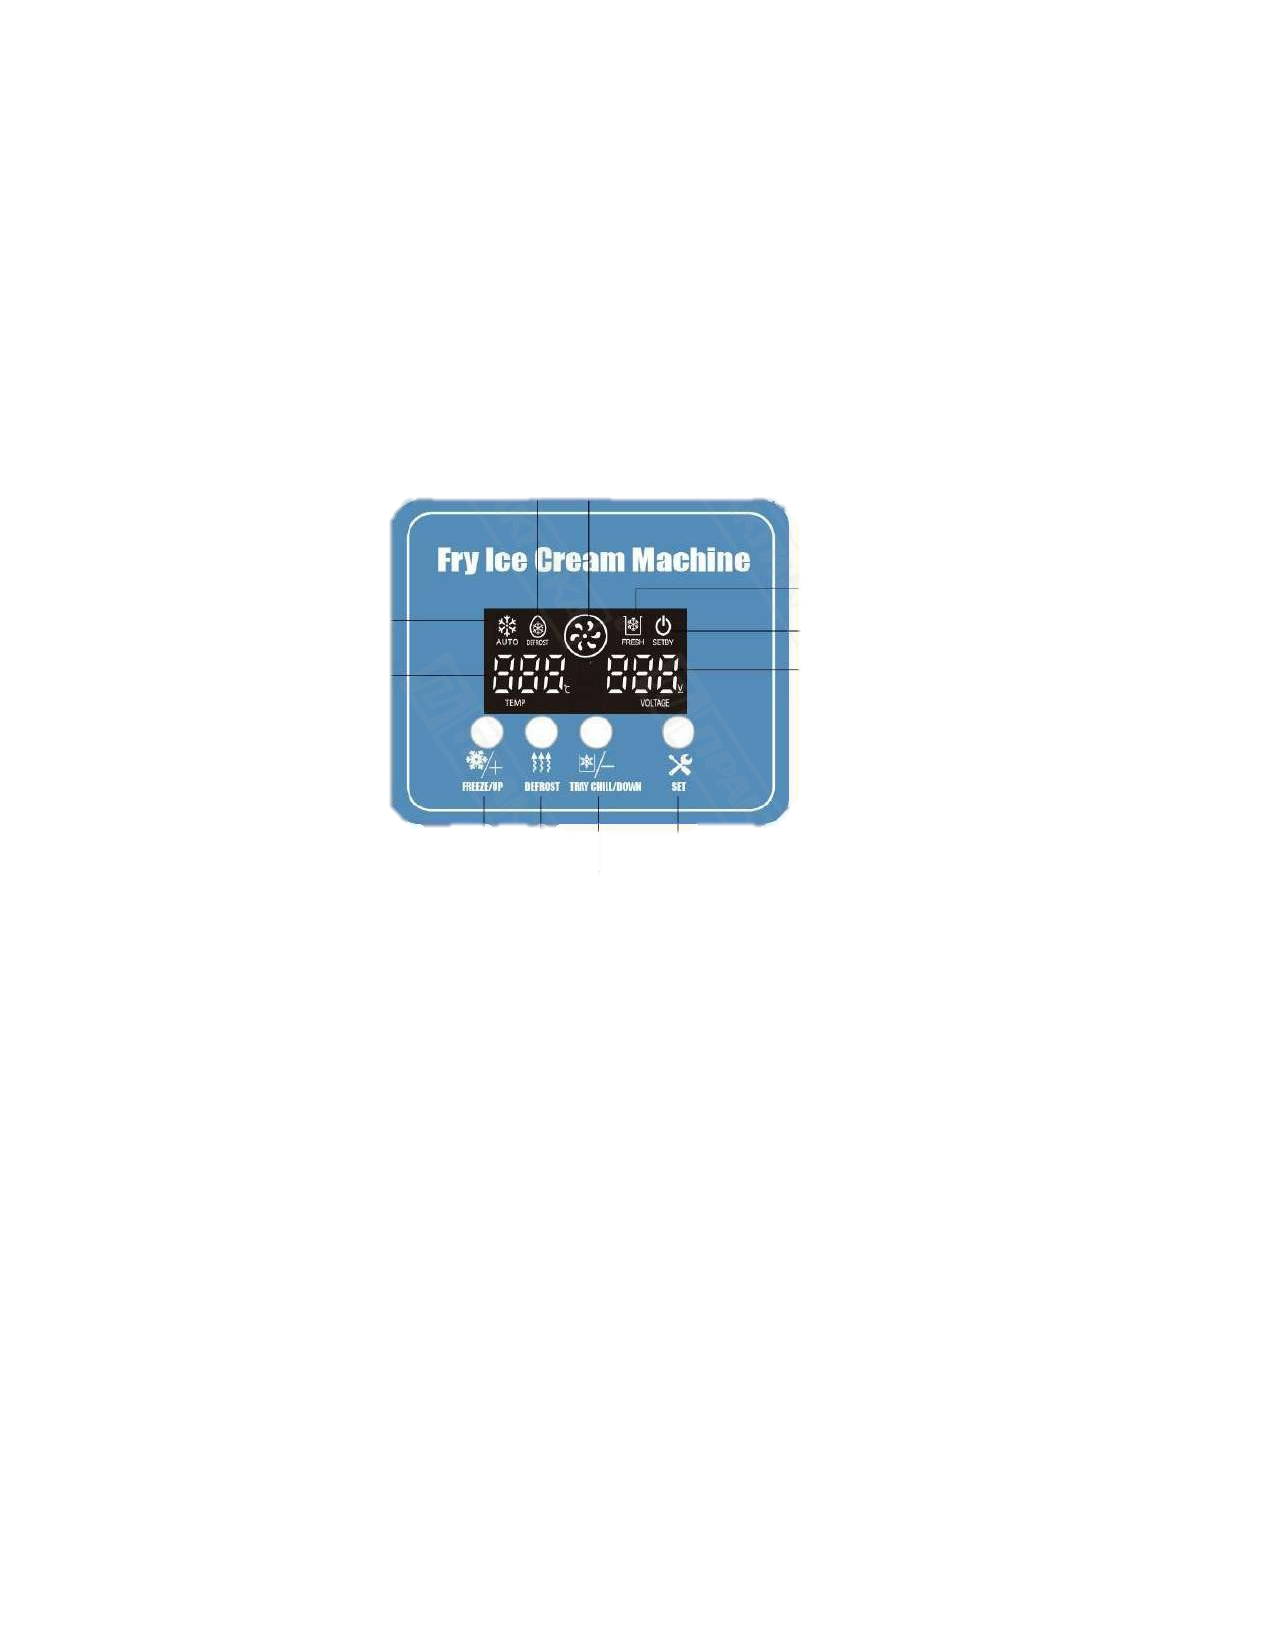 Fry Ice Cream Machine
AUTO DEFROST FRESH SETBY
888 °C 888 V
TEMP VOLTAGE
FREEZE/UP DEFROST TRAY CHILL/DOWN SET